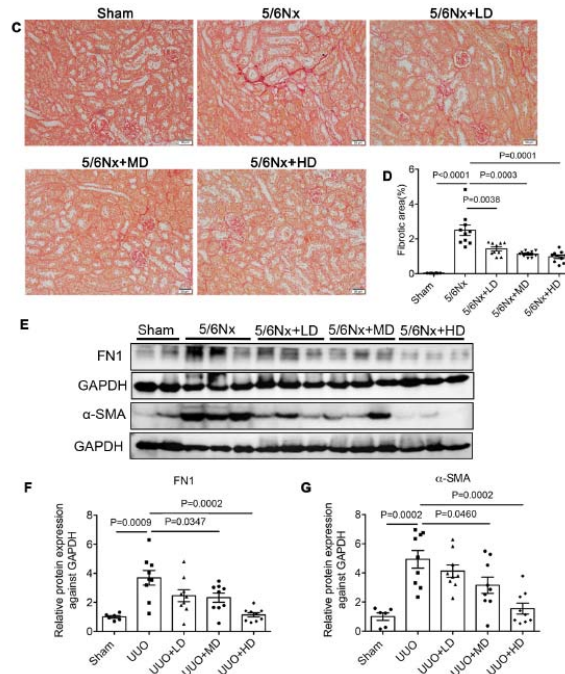 C
Sham
5/6Nx
5/6Nx+LD
5/6Nx+MD
5/6Nx+HD
D
P=0.0001
P<0.0001
P=0.0003
P=0.0038
Fibrotic area(%)
6
4
2
0
Sham
5/6Nx
5/6Nx+LD
5/6Nx+MD
5/6Nx+HD
E
Sham
5/6Nx
5/6Nx+LD
5/6Nx+MD
5/6Nx+HD
FN1
GAPDH
α-SMA
GAPDH
F
FN1
P=0.0002
P=0.0009
P=0.0347
Relative protein expression
against GAPDH
8
6
4
2
0
Sham
UUO
UUO+LD
UUO+MD
UUO+HD
G
α-SMA
P=0.0002
P=0.0002
P=0.0460
Relative protein expression
against GAPDH
8
6
4
2
0
Sham
UUO
UUO+LD
UUO+MD
UUO+HD